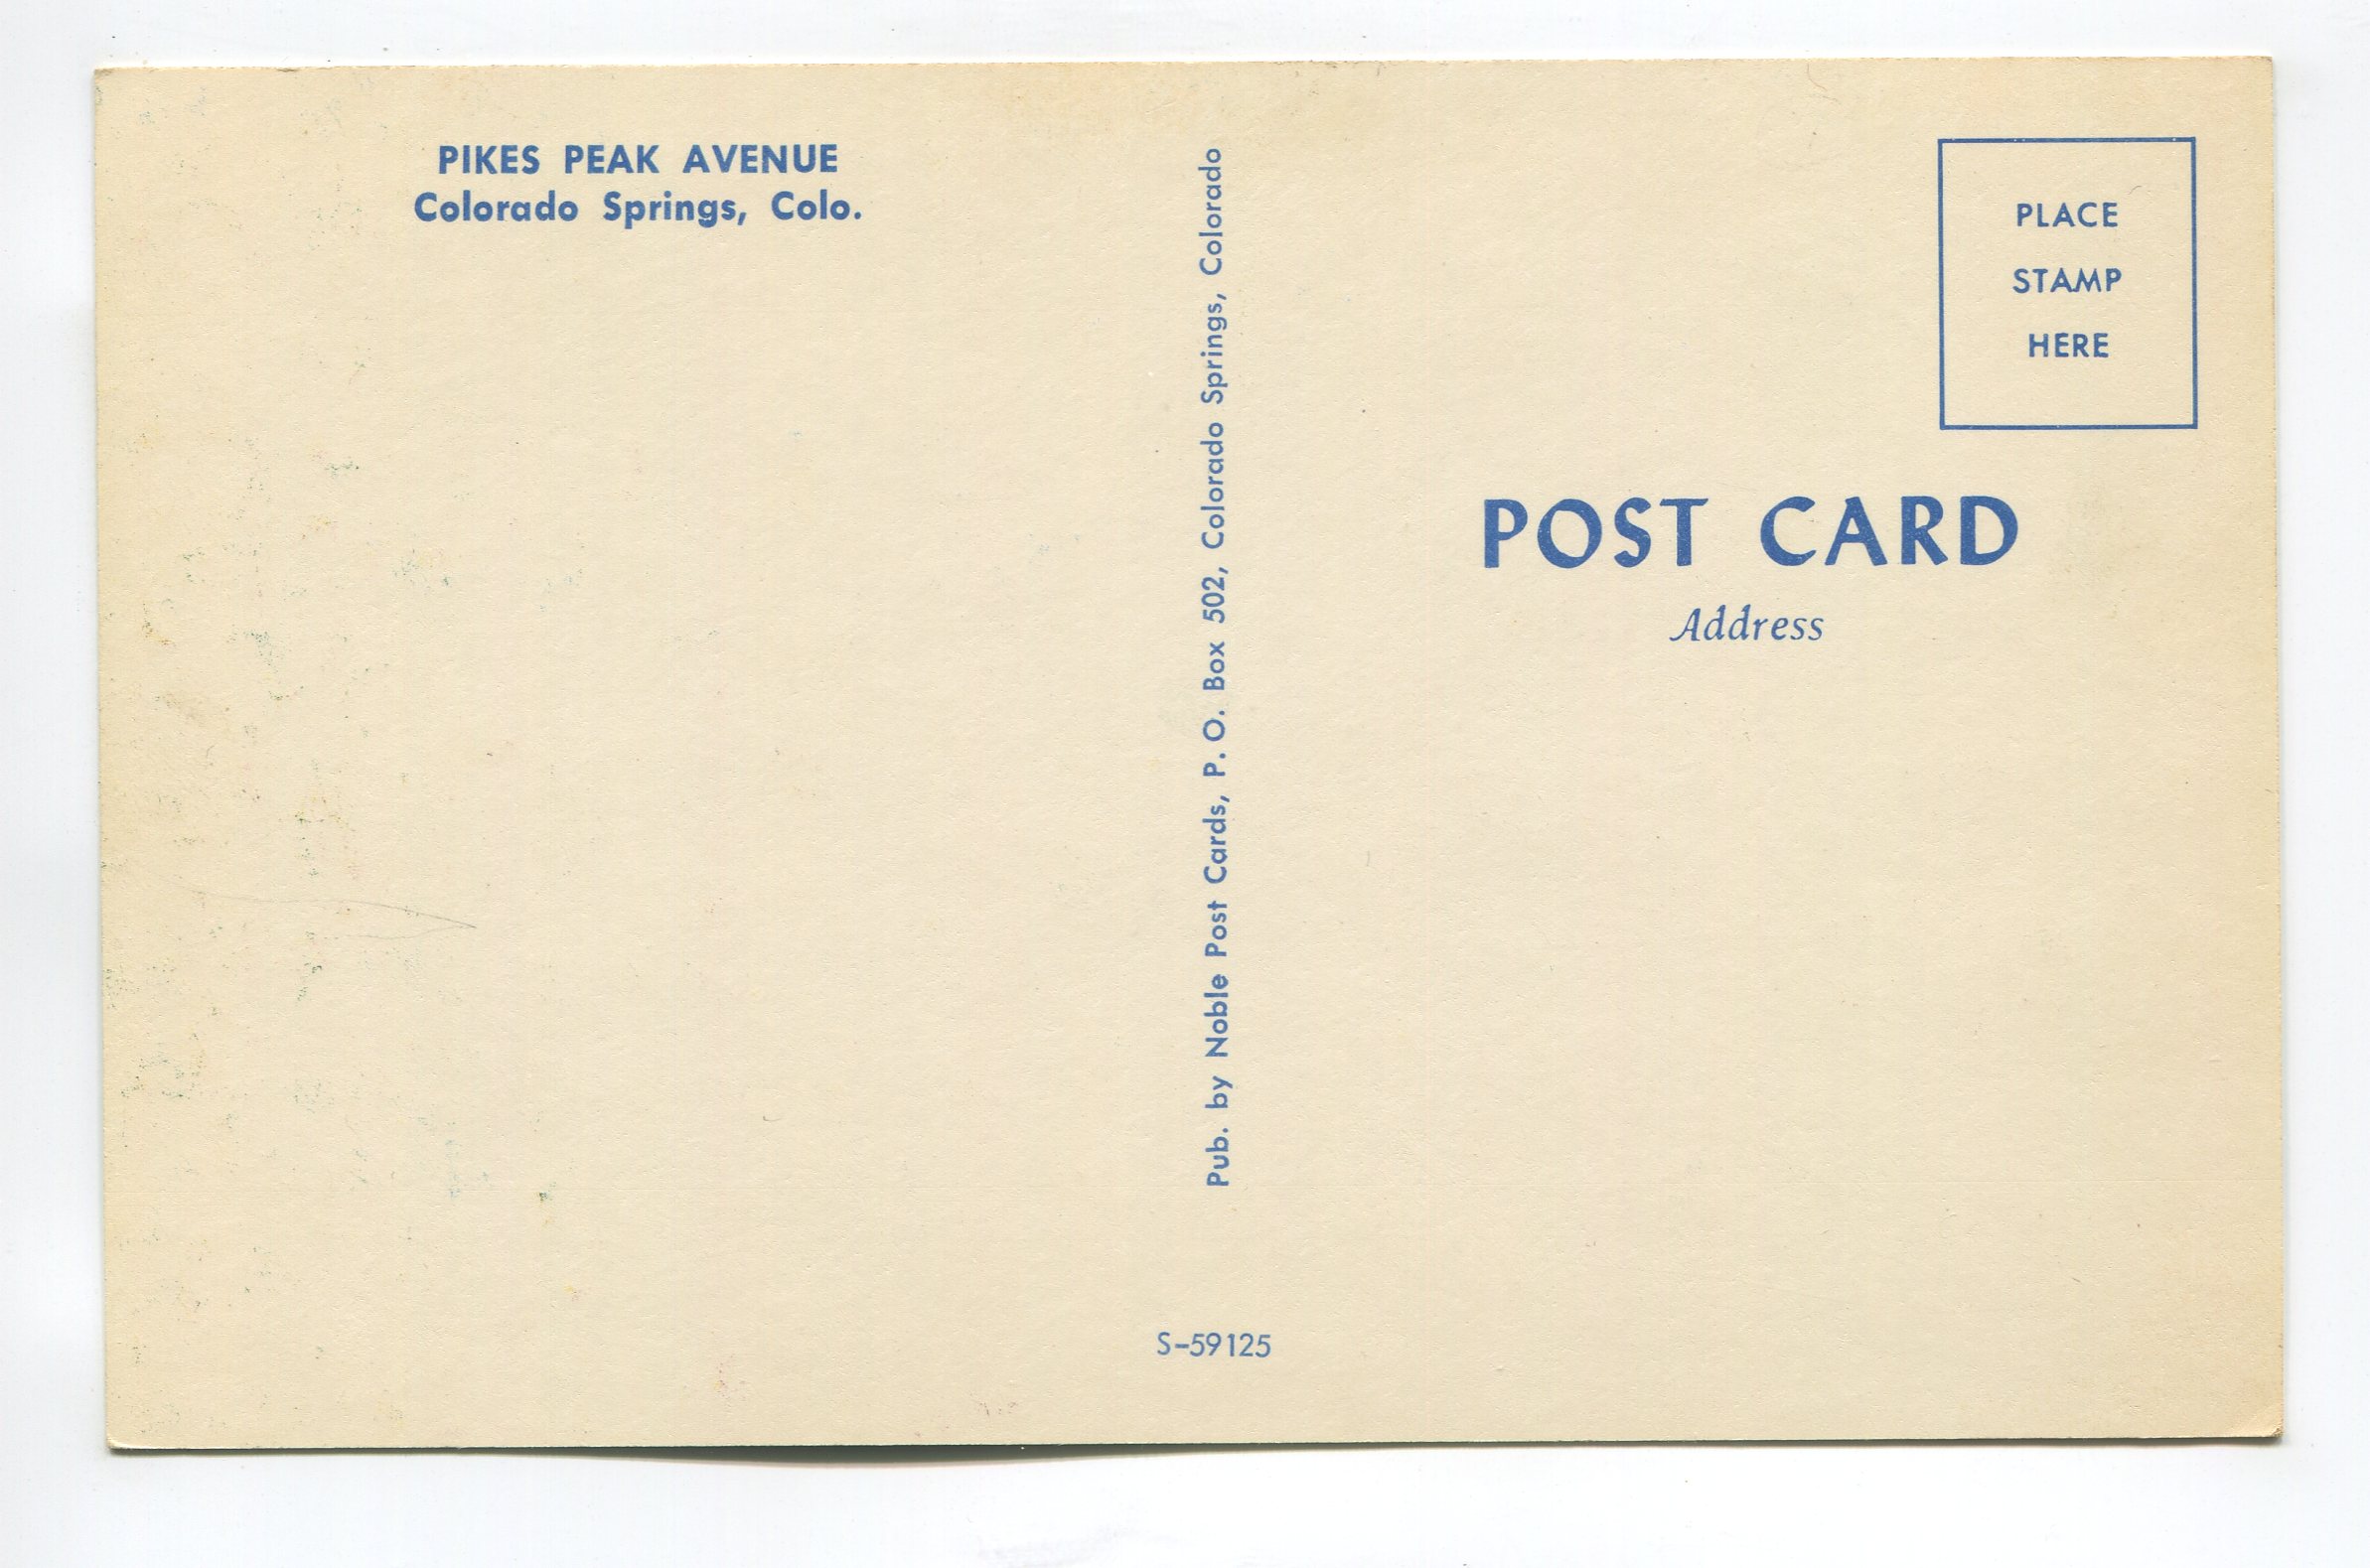 PIKES PEAK AVENUE
Colorado Springs, Colo.
Pub. by Noble Post Cards, P. O. Box 502, Colorado Springs, Colorado
PLACE
STAMP
HERE
POST CARD
Address
S-59125